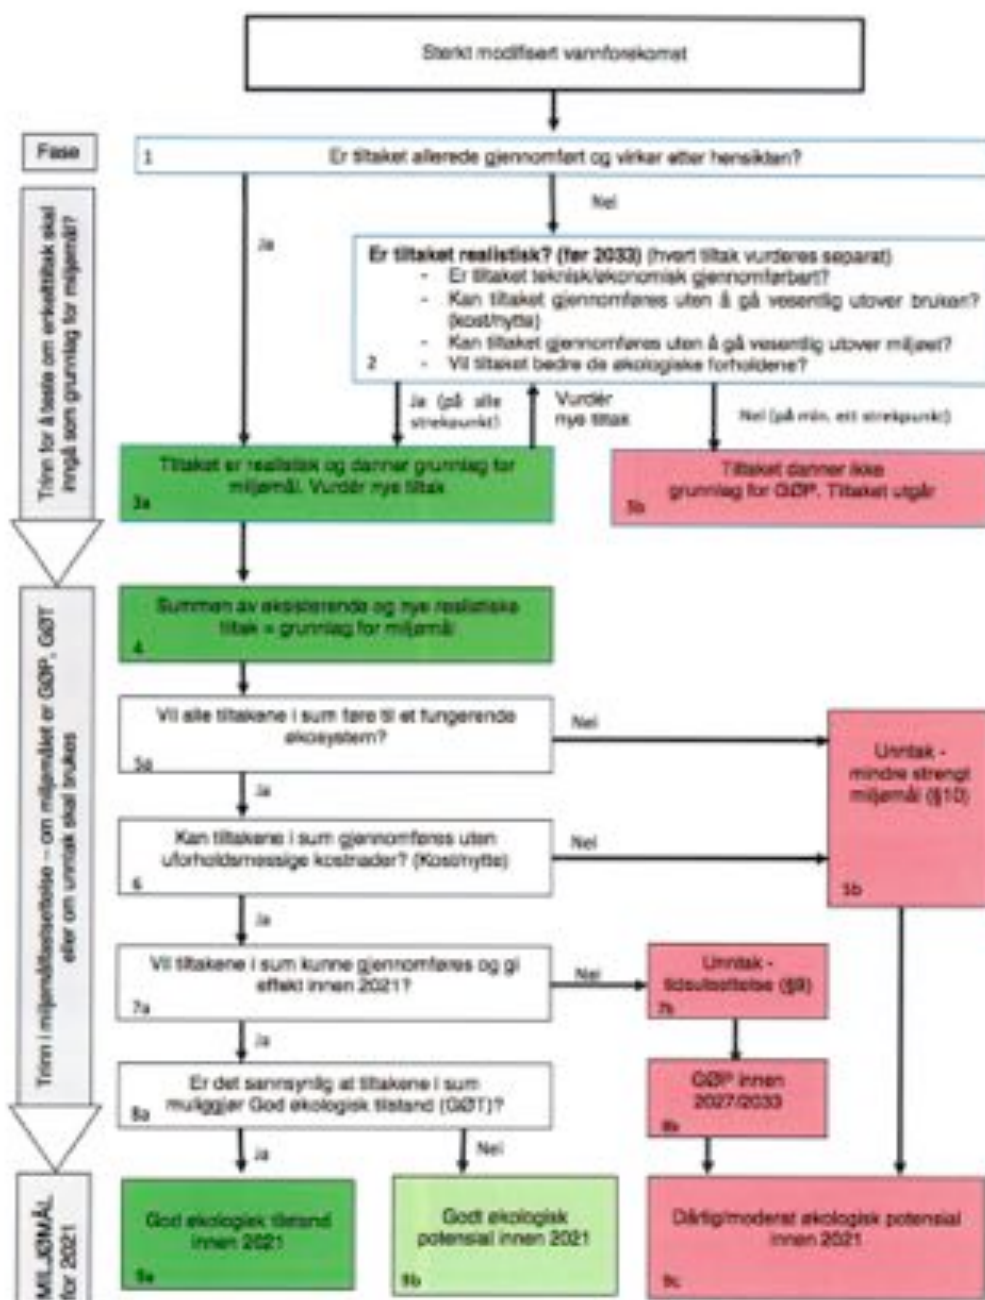 Sterkt modifisert vannforekomst
Fase
1
Er tiltaket allerede gjennomført og virker etter hensikten?
Ja
Nei
Trinn for å teste om enkelttiltak skal
inngå som grunnlag for miljømål?
Er tiltaket realistisk? (før 2033) (hvert tiltak vurderes separat)
- Er tiltaket teknisk/økonomisk gjennomførbart?
- Kan tiltaket gjennomføres uten å gå vesentlig utover bruken?
(kost/nytte)
- Kan tiltaket gjennomføres uten å gå vesentlig utover miljøet?
2 - Vil tiltaket bedre de økologiske forholdene?
Ja (på alle
strekpunkt)
Vurdér
nye tiltak
Nei (på min. ett strekpunkt)
Tiltaket er realistisk og danner grunnlag for
miljømål. Vurdér nye tiltak
3a
Tiltaket danner ikke
grunnlag for GØP. Tiltaket utgår
3b
Trinn i miljømålfastsettelse – om miljømålet er GØP, GØT
eller om unntak skal brukes
Summen av eksisterende og nye realistiske
tiltak = grunnlag for miljømål
4
Vil alle tiltakene i sum føre til et fungerende
økosystem?
5a
Nei
Ja
Unntak -
mindre strengt
miljømål (§10)
5b
Kan tiltakene i sum gjennomføres uten
uforholdsmessige kostnader? (Kost/nytte)
6
Nei
Ja
Vil tiltakene i sum kunne gjennomføres og gi
effekt innen 2021?
7a
Nei
Ja
Unntak -
tidsutsettelse (§9)
7b
Er det sannsynlig at tiltakene i sum
muliggjør God økologisk tilstand (GØT)?
8a
GØP innen
2027/2033
8b
Ja
Nei
MILJØMÅL
for 2021
God økologisk tilstand
innen 2021
9a
Godt økologisk
potensial innen 2021
9b
Dårlig/moderat økologisk potensial
innen 2021
9c